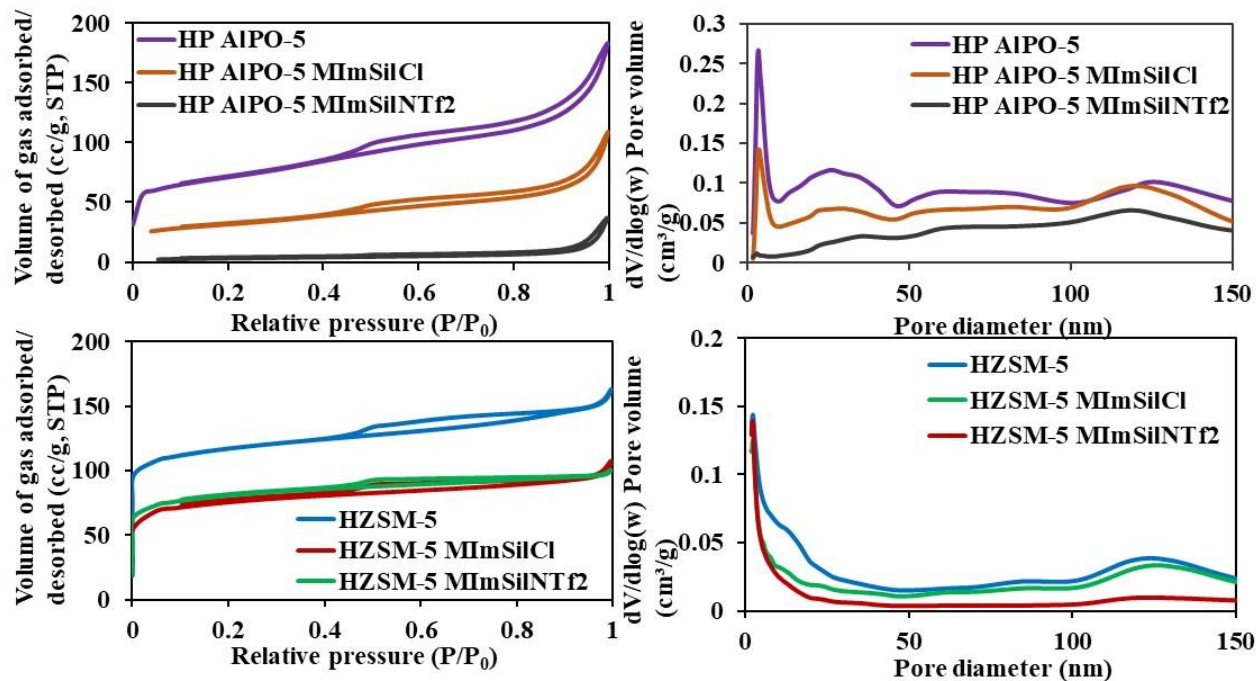 Volume of gas adsorbed/
desorbed (cc/g, STP)
200
150
100
50
0
HP AlPO-5
HP AlPO-5 MImSilCl
HP AlPO-5 MImSilNTf2
0 0.2 0.4 0.6 0.8 1
Relative pressure (P/P₀)
dV/dlog(w) Pore volume
(cm³/g)
0.3
0.25
0.2
0.15
0.1
0.05
0
HP AlPO-5
HP AlPO-5 MImSilCl
HP AlPO-5 MImSilNTf2
0 50 100 150
Pore diameter (nm)
Volume of gas adsorbed/
desorbed (cc/g, STP)
200
150
100
50
0
HZSM-5
HZSM-5 MImSilCl
HZSM-5 MImSilNTf2
0 0.2 0.4 0.6 0.8 1
Relative pressure (P/P₀)
dV/dlog(w) Pore volume
(cm³/g)
0.2
0.15
0.1
0.05
0
HZSM-5
HZSM-5 MImSilCl
HZSM-5 MImSilNTf2
0 50 100 150
Pore diameter (nm)